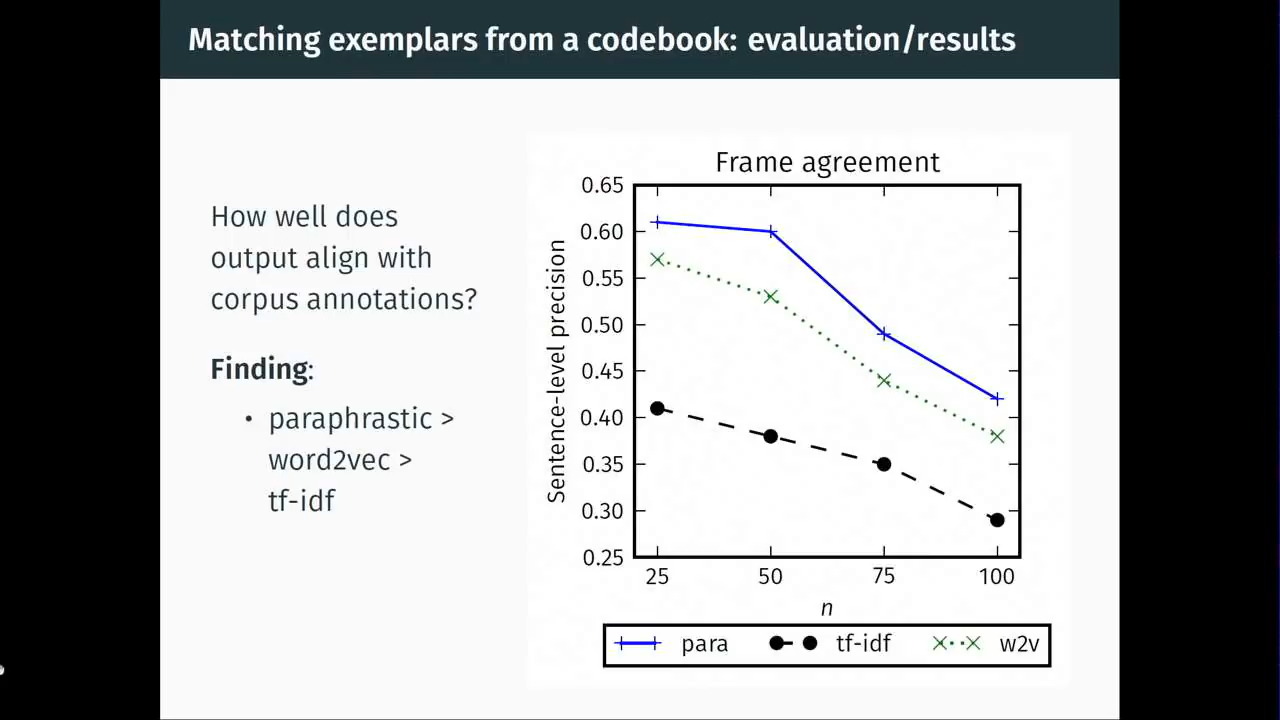 Matching exemplars from a codebook: evaluation/results
How well does
output align with
corpus annotations?
Finding:
• paraphrastic >
word2vec >
tf-idf
Frame agreement
Sentence-level precision
0.65
0.60
0.55
0.50
0.45
0.40
0.35
0.30
0.25
25 50 75 100
n
para tf-idf w2v